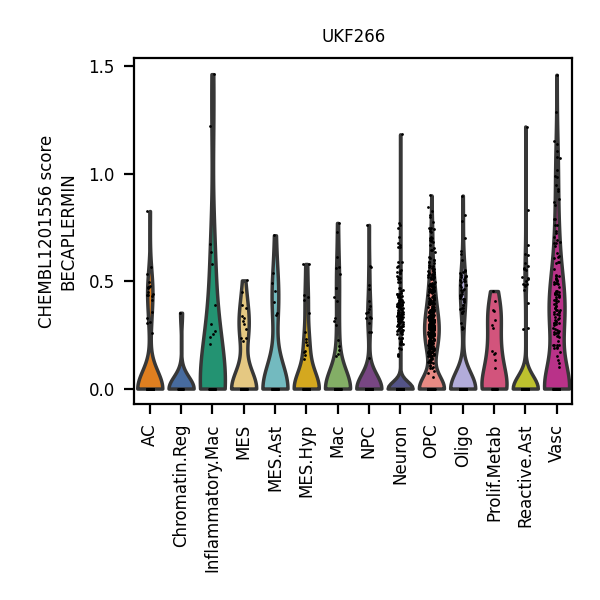 UKF266
CHEMBL1201556 score
BECAPLERMIN
1.5
1.0
0.5
0.0
AC
Chromatin.Reg
Inflammatory.Mac
MES
MES.Ast
MES.Hyp
Mac
NPC
Neuron
OPC
Oligo
Prolif.Metab
Reactive.Ast
Vasc